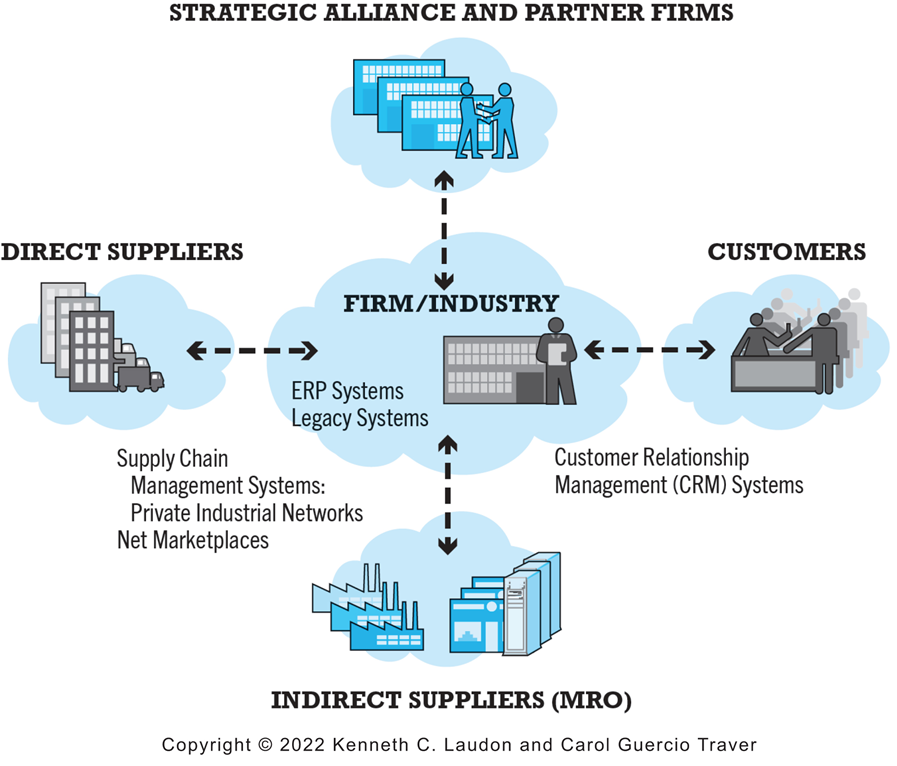 STRATEGIC ALLIANCE AND PARTNER FIRMS
DIRECT SUPPLIERS
CUSTOMERS
FIRM/INDUSTRY
ERP Systems
Legacy Systems
Supply Chain
Management Systems:
Private Industrial Networks
Net Marketplaces
Customer Relationship
Management (CRM) Systems
INDIRECT SUPPLIERS (MRO)
Copyright © 2022 Kenneth C. Laudon and Carol Guercio Traver